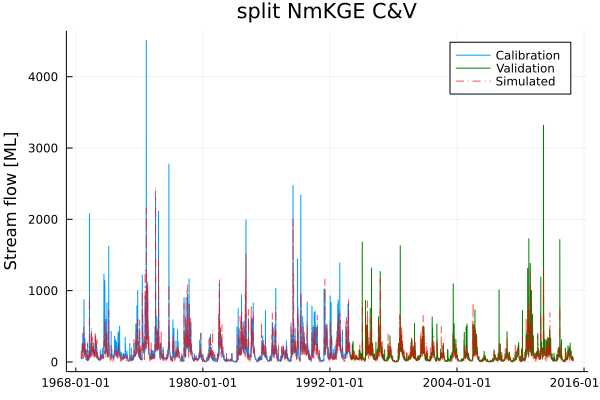 split NmKGE C&V
Stream flow [ML]
4000
3000
2000
1000
0
Calibration
Validation
Simulated
1968-01-01
1980-01-01
1992-01-01
2004-01-01
2016-01-01